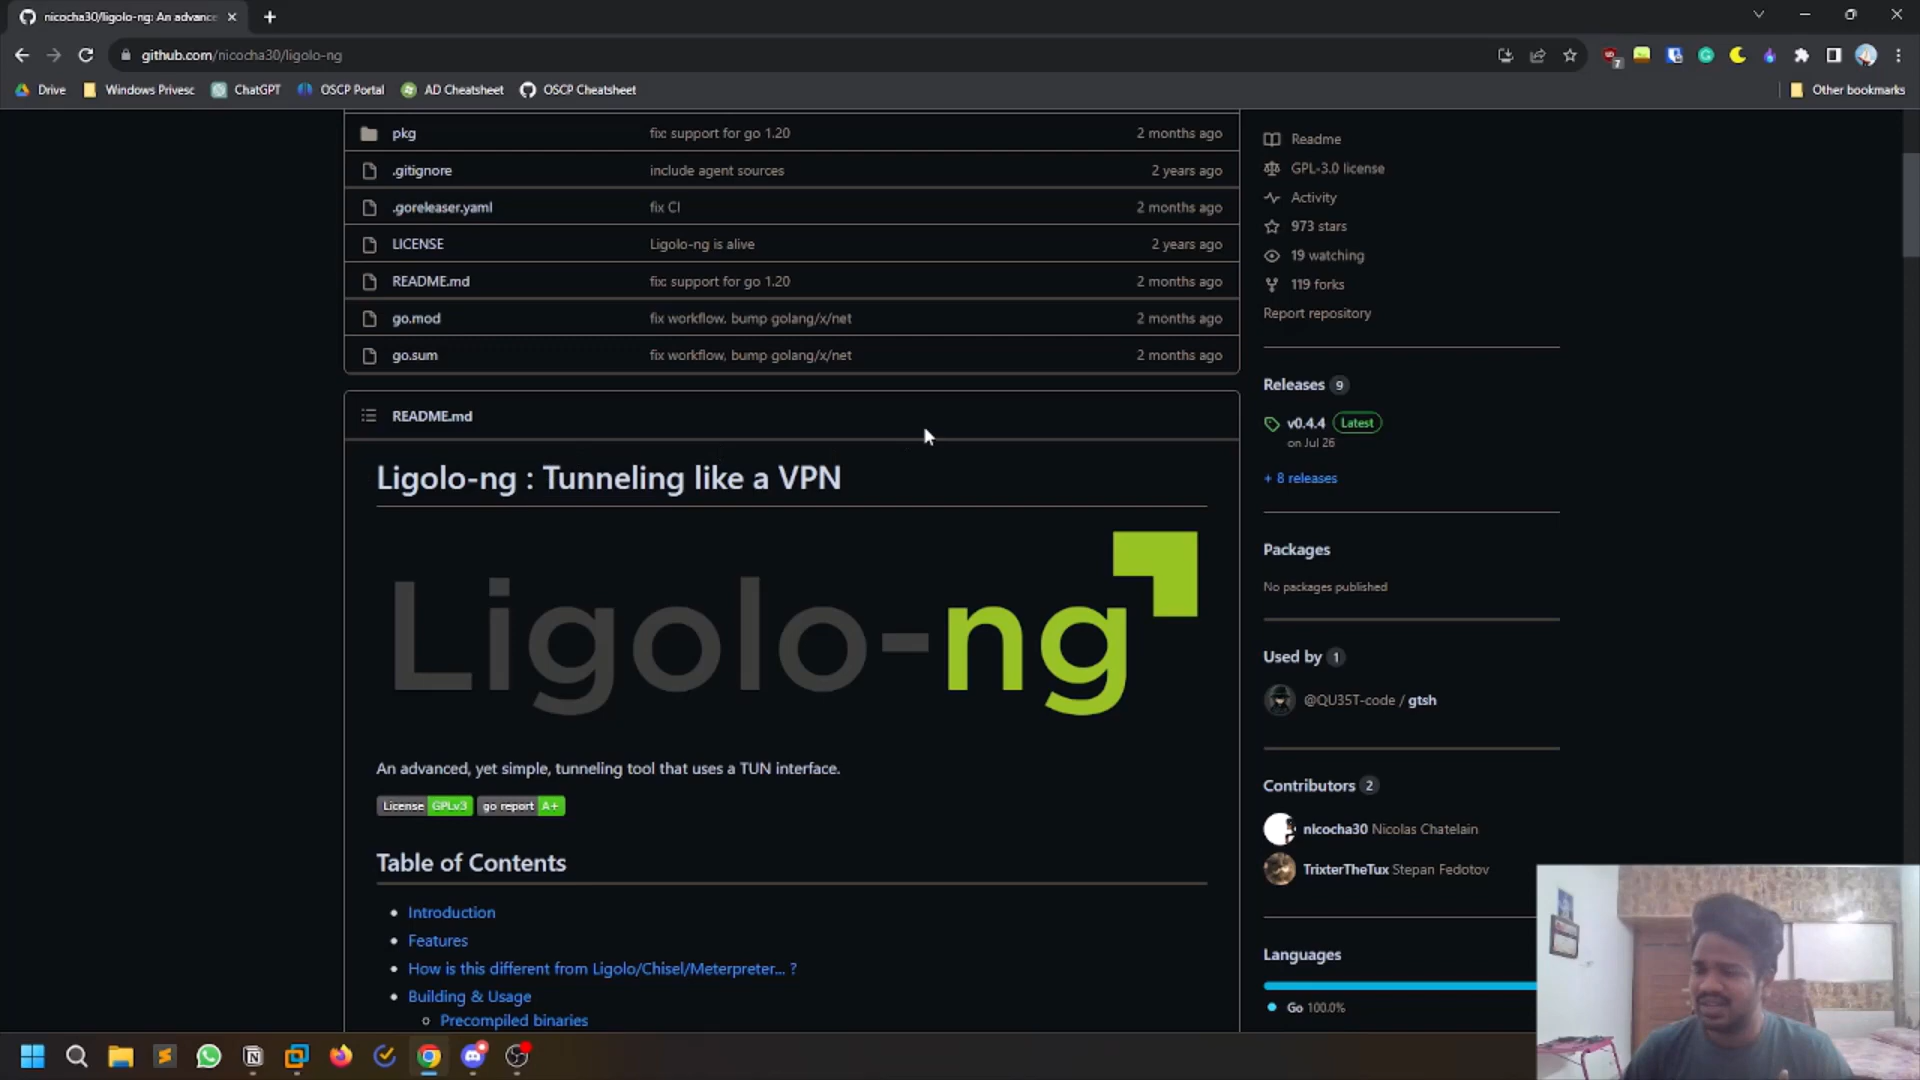 nicocha30/ligolo-ng: An advance
github.com/nicocha30/ligolo-ng
7
Drive
Windows Privesc
ChatGPT
OSCP Portal
AD Cheatsheet
OSCP Cheatsheet
Other bookmarks
pkg fix: support for go 1.20 2 months ago
.gitignore include agent sources 2 years ago
.goreleaser.yaml fix CI 2 months ago
LICENSE Ligolo-ng is alive 2 years ago
README.md fix: support for go 1.20 2 months ago
go.mod fix workflow, bump golang/x/net 2 months ago
go.sum fix workflow, bump golang/x/net 2 months ago
README.md
Ligolo-ng : Tunneling like a VPN
Ligolo-ng
An advanced, yet simple, tunneling tool that uses a TUN interface.
License GPLv3 go report A+
Table of Contents
Introduction
Features
How is this different from Ligolo/Chisel/Meterpreter... ?
Building & Usage
Precompiled binaries
Readme
GPL-3.0 license
Activity
973 stars
19 watching
119 forks
Report repository
Releases 9
v0.4.4 Latest
on Jul 26
+ 8 releases
Packages
No packages published
Used by 1
@QU35T-code / gtsh
Contributors 2
nicocha30 Nicolas Chatelain
TrixterTheTux Stepan Fedotov
Languages
Go 100.0%